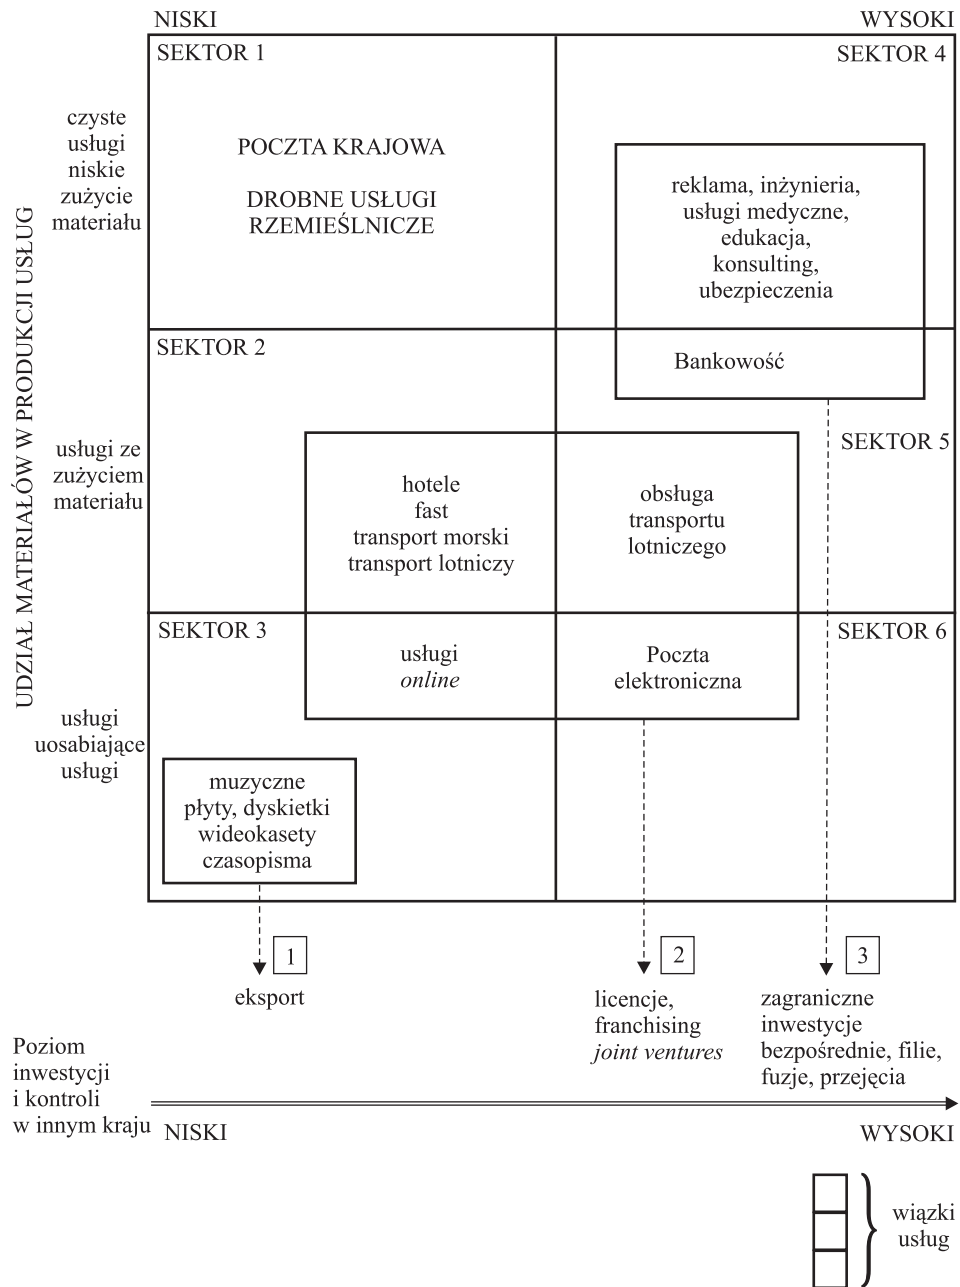 NISKI
WYSOKI
SEKTOR 1
SEKTOR 4
UDZIAŁ MATERIAŁÓW W PRODUKCJI USŁUG
czyste
usługi
niskie
zużycie
materiału
POCZTA KRAJOWA
DROBNE USŁUGI
RZEMIEŚLNICZE
reklama, inżynieria,
usługi medyczne,
edukacja,
konsulting,
ubezpieczenia
SEKTOR 2
Bankowość
SEKTOR 5
usługi ze
zużyciem
materiału
hotele
fast
transport morski
transport lotniczy
obsługa
transportu
lotniczego
SEKTOR 3
SEKTOR 6
usługi
online
Poczta
elektroniczna
usługi
uosabiające
usługi
muzyczne
płyty, dyskietki
wideokasety
czasopisma
1
2
3
eksport
licencje,
franchising
joint ventures
zagraniczne
inwestycje
bezpośrednie, filie,
fuzje, przejęcia
Poziom
inwestycji
i kontroli
w innym kraju
NISKI
WYSOKI
wiązki
usług